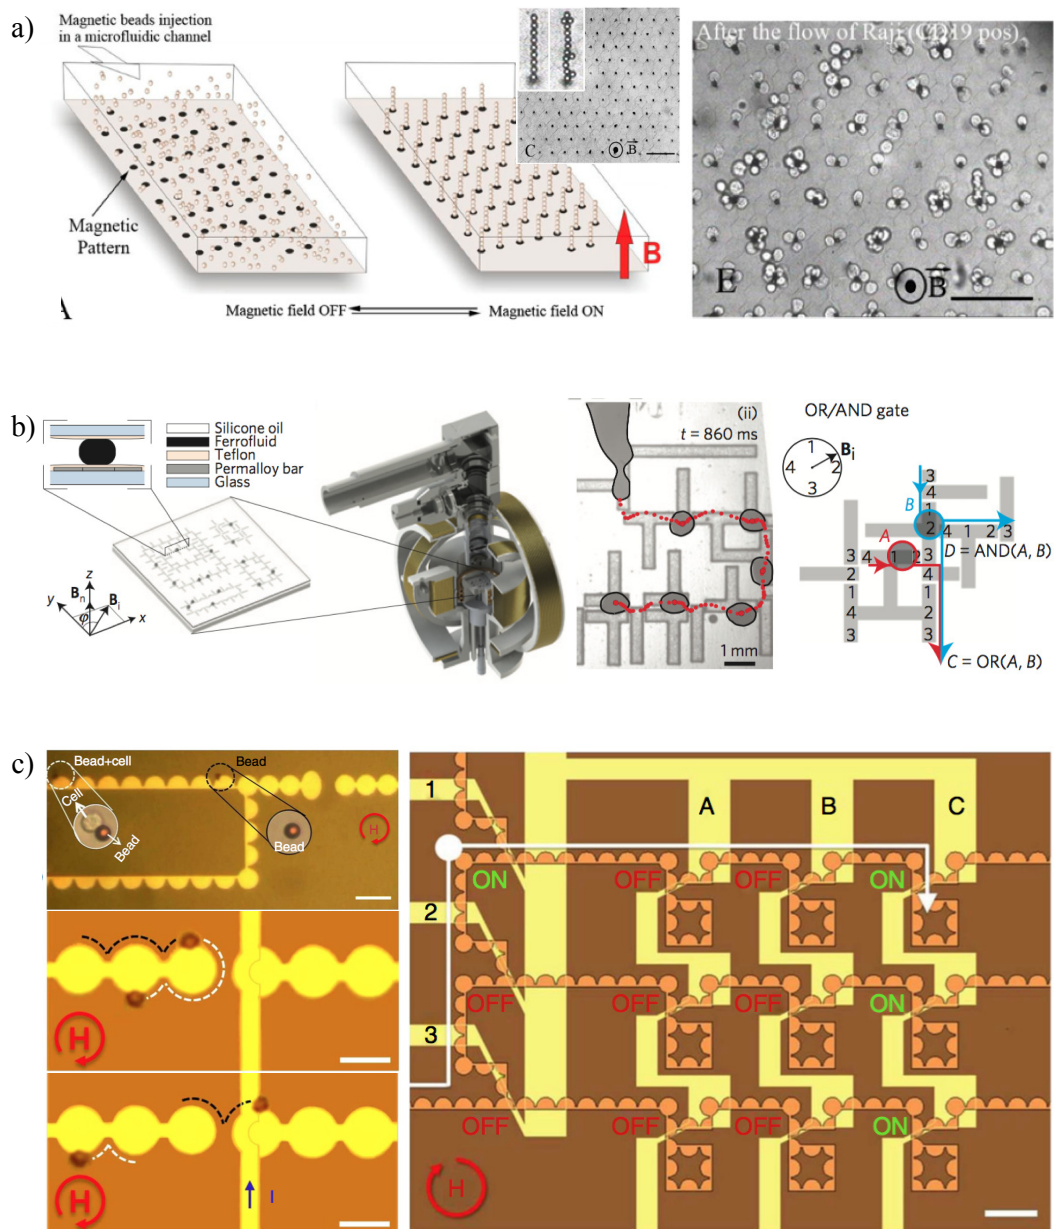 a)
Magnetic beads injection
in a microfluidic channel
Magnetic
Pattern
A
Magnetic field OFF
Magnetic field ON
B
C
B
After the flow of Raji (CD19 pos)
E
B
b)
Silicone oil
Ferrofluid
Teflon
Permalloy bar
Glass
z
y
x
Bn
Bi
φ
(ii)
t = 860 ms
1 mm
OR/AND gate
1
2
3
4
Bi
3
4
1
B
2
4 1 2 3
D = AND(A, B)
A
3
4 1 2
3
2
4
1
1
4
2
3
3
C = OR(A, B)
c)
Bead+cell
Bead
Cell
Bead
Bead
H
H
H
I
1
A
B
C
ON
OFF
OFF
ON
2
OFF
OFF
OFF
ON
3
OFF
OFF
OFF
ON
H